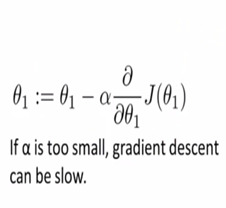 θ₁ := θ₁ − α ∂/∂θ₁ J(θ₁)
If α is too small, gradient descent
can be slow.